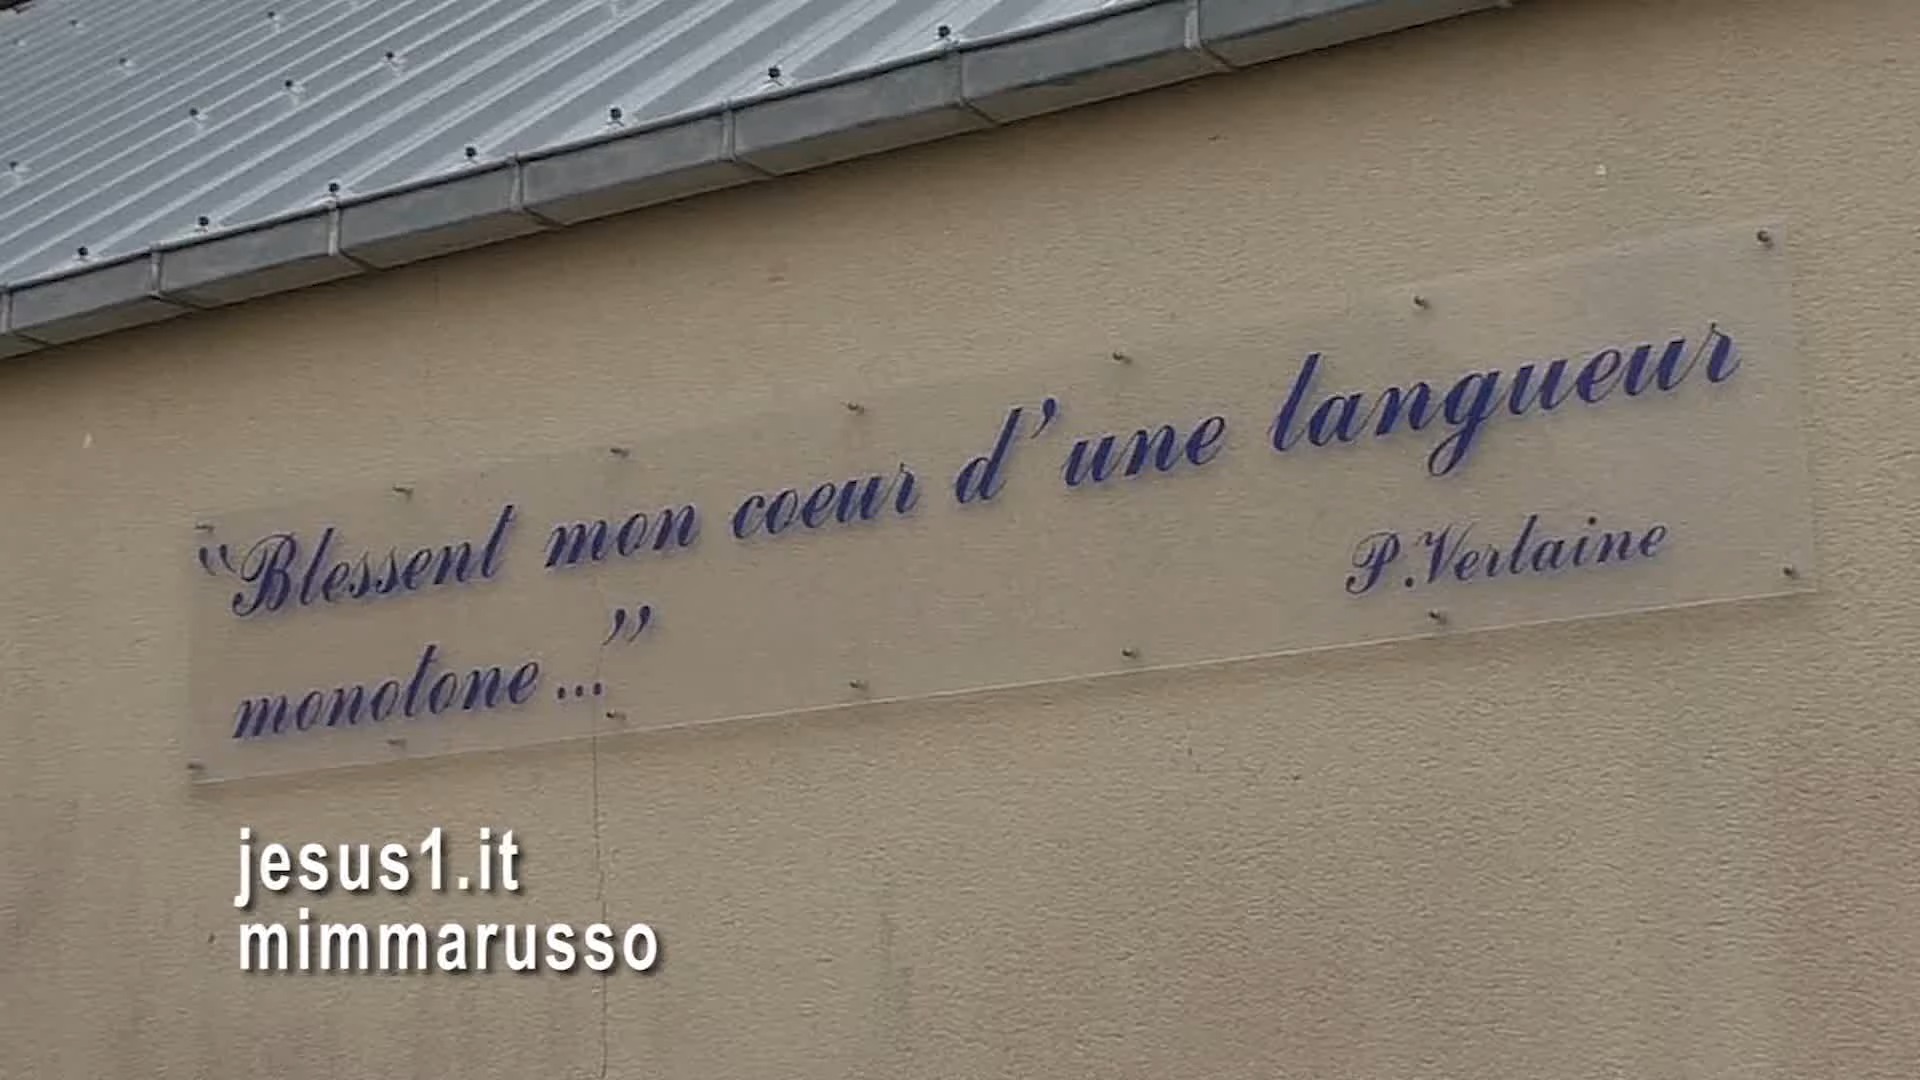 “Blessent mon coeur d’une langueur
monotone...”
P.Verlaine
jesus1.it
mimmarusso